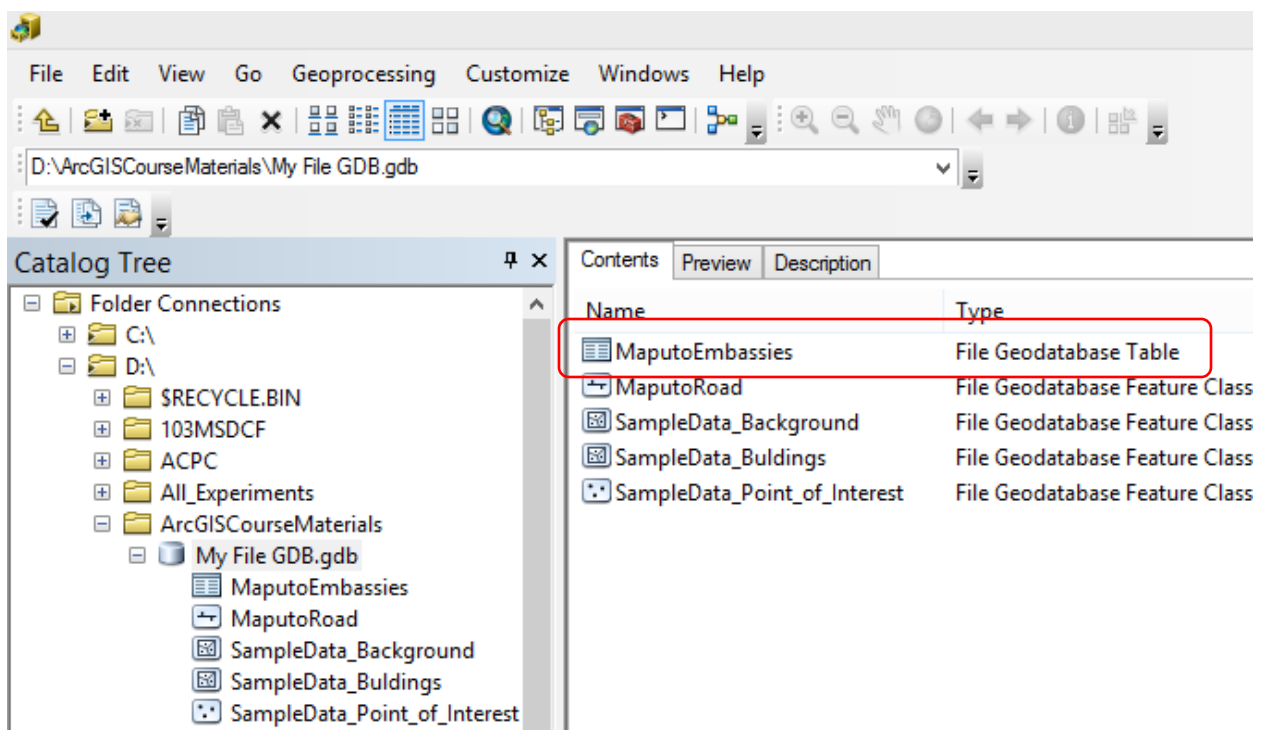 File Edit View Go Geoprocessing Customize Windows Help
D:\ArcGISCourseMaterials\My File GDB.gdb
Catalog Tree
Folder Connections
C:\
D:\
$RECYCLE.BIN
103MSDCF
ACPC
All_Experiments
ArcGISCourseMaterials
My File GDB.gdb
MaputoEmbassies
MaputoRoad
SampleData_Background
SampleData_Buldings
SampleData_Point_of_Interest
Contents Preview Description
Name Type
MaputoEmbassies File Geodatabase Table
MaputoRoad File Geodatabase Feature Class
SampleData_Background File Geodatabase Feature Class
SampleData_Buldings File Geodatabase Feature Class
SampleData_Point_of_Interest File Geodatabase Feature Class